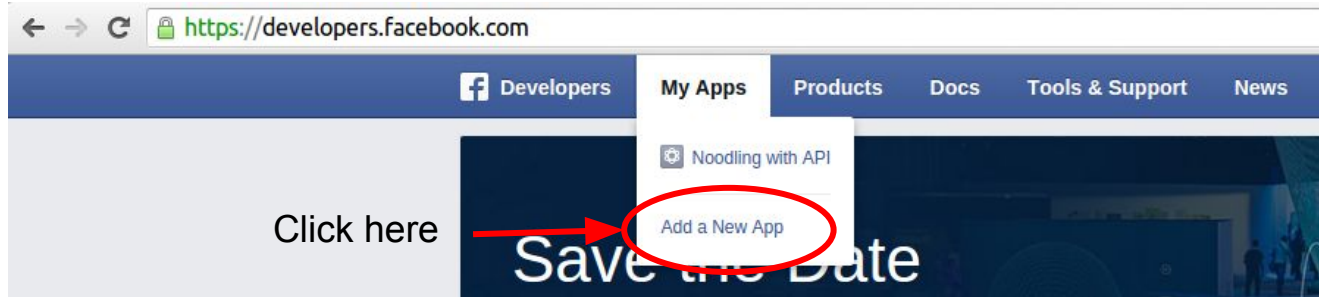 https://developers.facebook.com
f Developers My Apps Products Docs Tools & Support News
Noodling with API
Click here
Add a New App
Save the Date